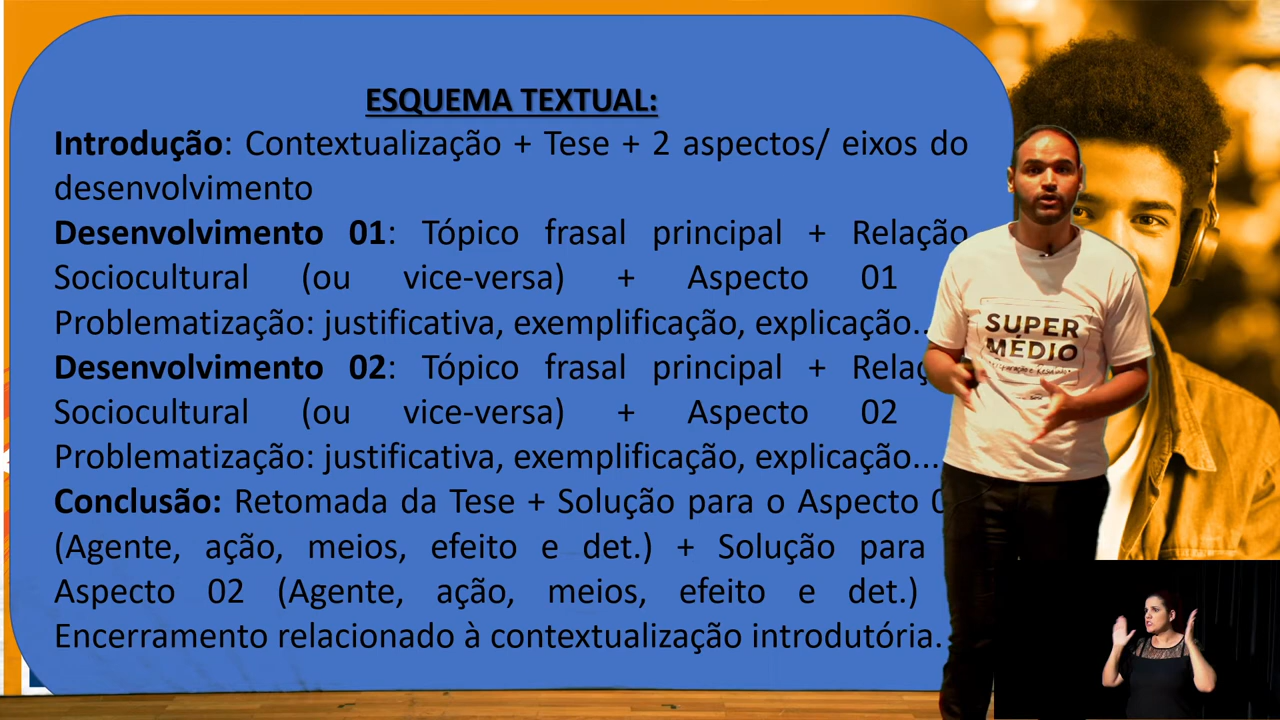 ESQUEMA TEXTUAL:
Introdução: Contextualização + Tese + 2 aspectos/ eixos do
desenvolvimento
Desenvolvimento 01: Tópico frasal principal + Relação
Sociocultural (ou vice-versa) + Aspecto 01
Problematização: justificativa, exemplificação, explicação..
Desenvolvimento 02: Tópico frasal principal +
Sociocultural (ou vice-versa) + Aspecto 02
Problematização: justificativa, exemplificação, explicação...
Conclusão: Retomada da Tese + Solução para o Aspecto
(Agente, ação, meios, efeito e det.) + Solução para
Aspecto 02 (Agente, ação, meios, efeito e det.)
Encerramento relacionado à contextualização introdutória.
SUPER
MÉDIO